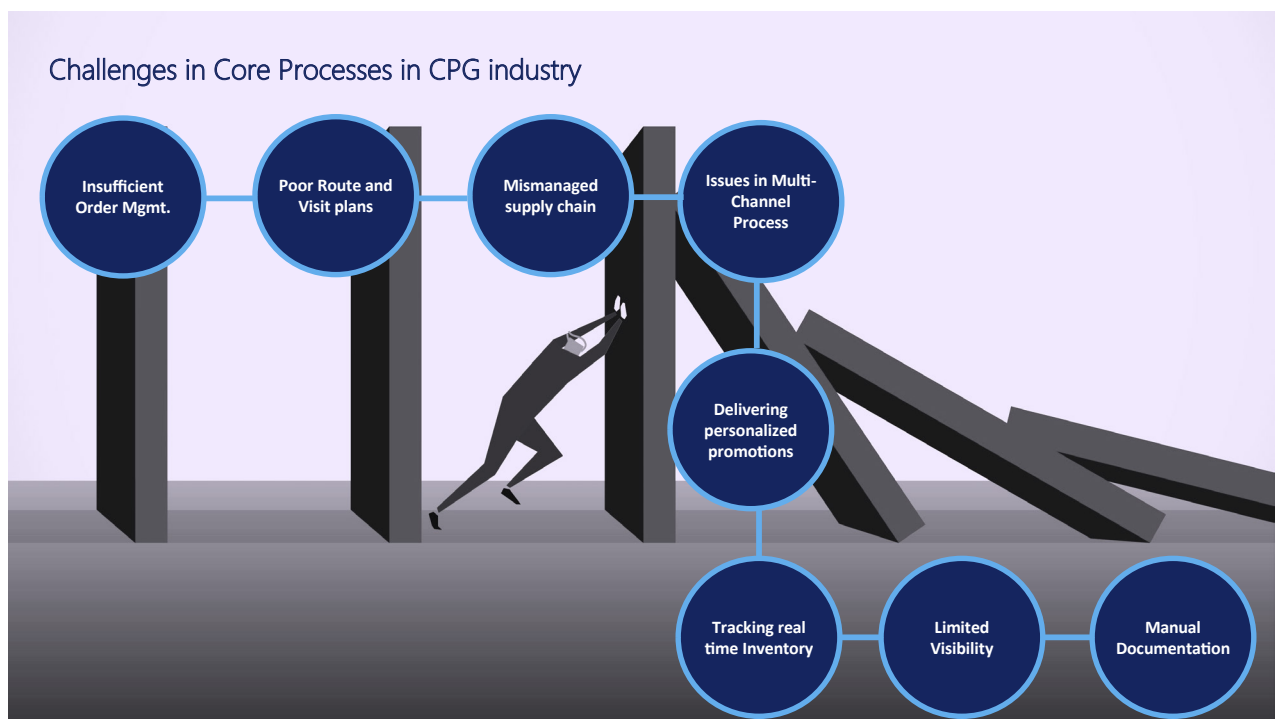 Challenges in Core Processes in CPG industry
Insufficient
Order Mgmt.
Poor Route and
Visit plans
Mismanaged
supply chain
Issues in Multi-
Channel
Process
Delivering
personalized
promotions
Tracking real
time Inventory
Limited
Visibility
Manual
Documentation